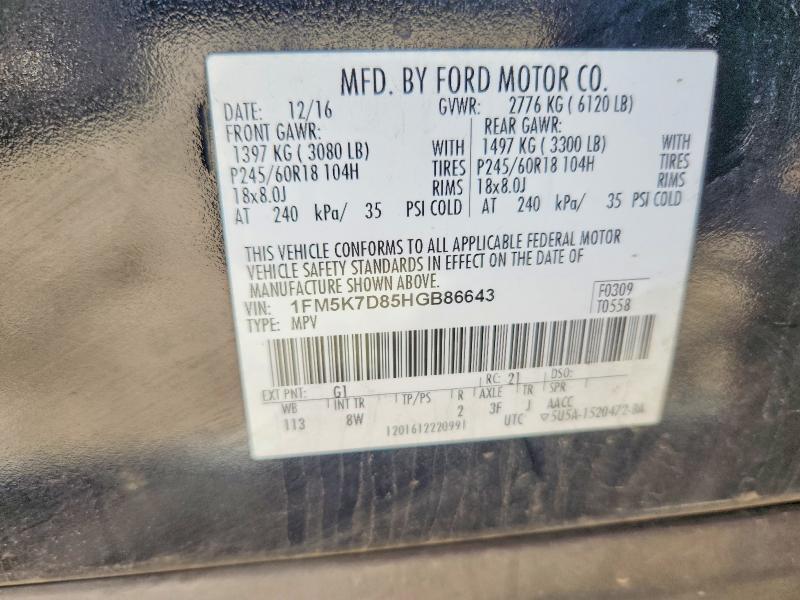 MFD. BY FORD MOTOR CO.
DATE: 12/16 GVWR: 2776 KG ( 6120 LB)
FRONT GAWR: REAR GAWR:
1397 KG ( 3080 LB) WITH 1497 KG ( 3300 LB) WITH
P245/60R18 104H TIRES P245/60R18 104H TIRES
18x8.0J RIMS 18x8.0J RIMS
AT 240 kPa/ 35 PSI COLD AT 240 kPa/ 35 PSI COLD
THIS VEHICLE CONFORMS TO ALL APPLICABLE FEDERAL MOTOR
VEHICLE SAFETY STANDARDS IN EFFECT ON THE DATE OF
MANUFACTURE SHOWN ABOVE.
VIN: 1FM5K7D85HGB86643 F0309
TYPE: MPV T0558
EXT PNT: G1 RC: 21 DSO:
WB INT TR TP/PS R AXLE TR SPR
113 8W 2 3F J AACC
1201612220991 UTC ▽5U5A-1520472-BA